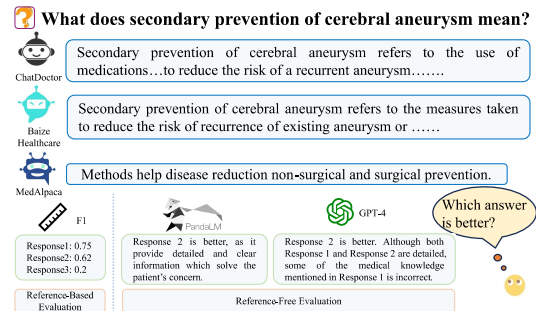 What does secondary prevention of cerebral aneurysm mean?
ChatDoctor
Secondary prevention of cerebral aneurysm refers to the use of
medications…to reduce the risk of a recurrent aneurysm…….
Baize
Healthcare
Secondary prevention of cerebral aneurysm refers to the measures taken
to reduce the risk of recurrence of existing aneurysm or ……
MedAlpaca
Methods help disease reduction non-surgical and surgical prevention.
F1
Response1: 0.75
Response2: 0.62
Response3: 0.2
Reference-Based
Evaluation
PandaLM
Response 2 is better, as it
provide detailed and clear
information which solve the
patient's concern.
GPT-4
Response 2 is better. Although both
Response 1 and Response 2 are detailed,
some of the medical knowledge
mentioned in Response 1 is incorrect.
Reference-Free Evaluation
Which answer
is better?